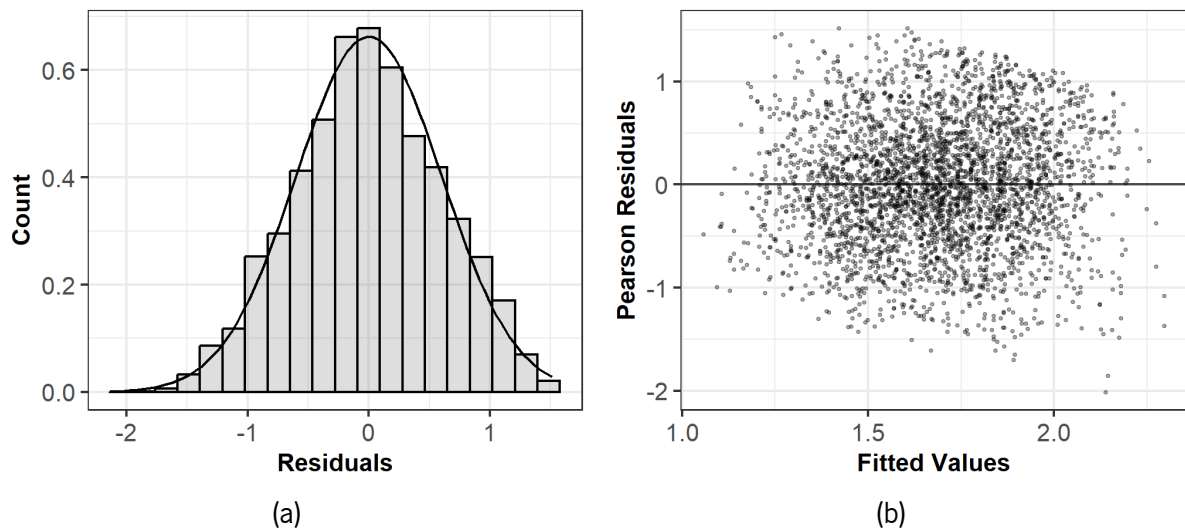 0.6
0.4
0.2
0.0
Count
-2 -1 0 1
Residuals
(a)
1
0
-1
-2
Pearson Residuals
1.0 1.5 2.0
Fitted Values
(b)